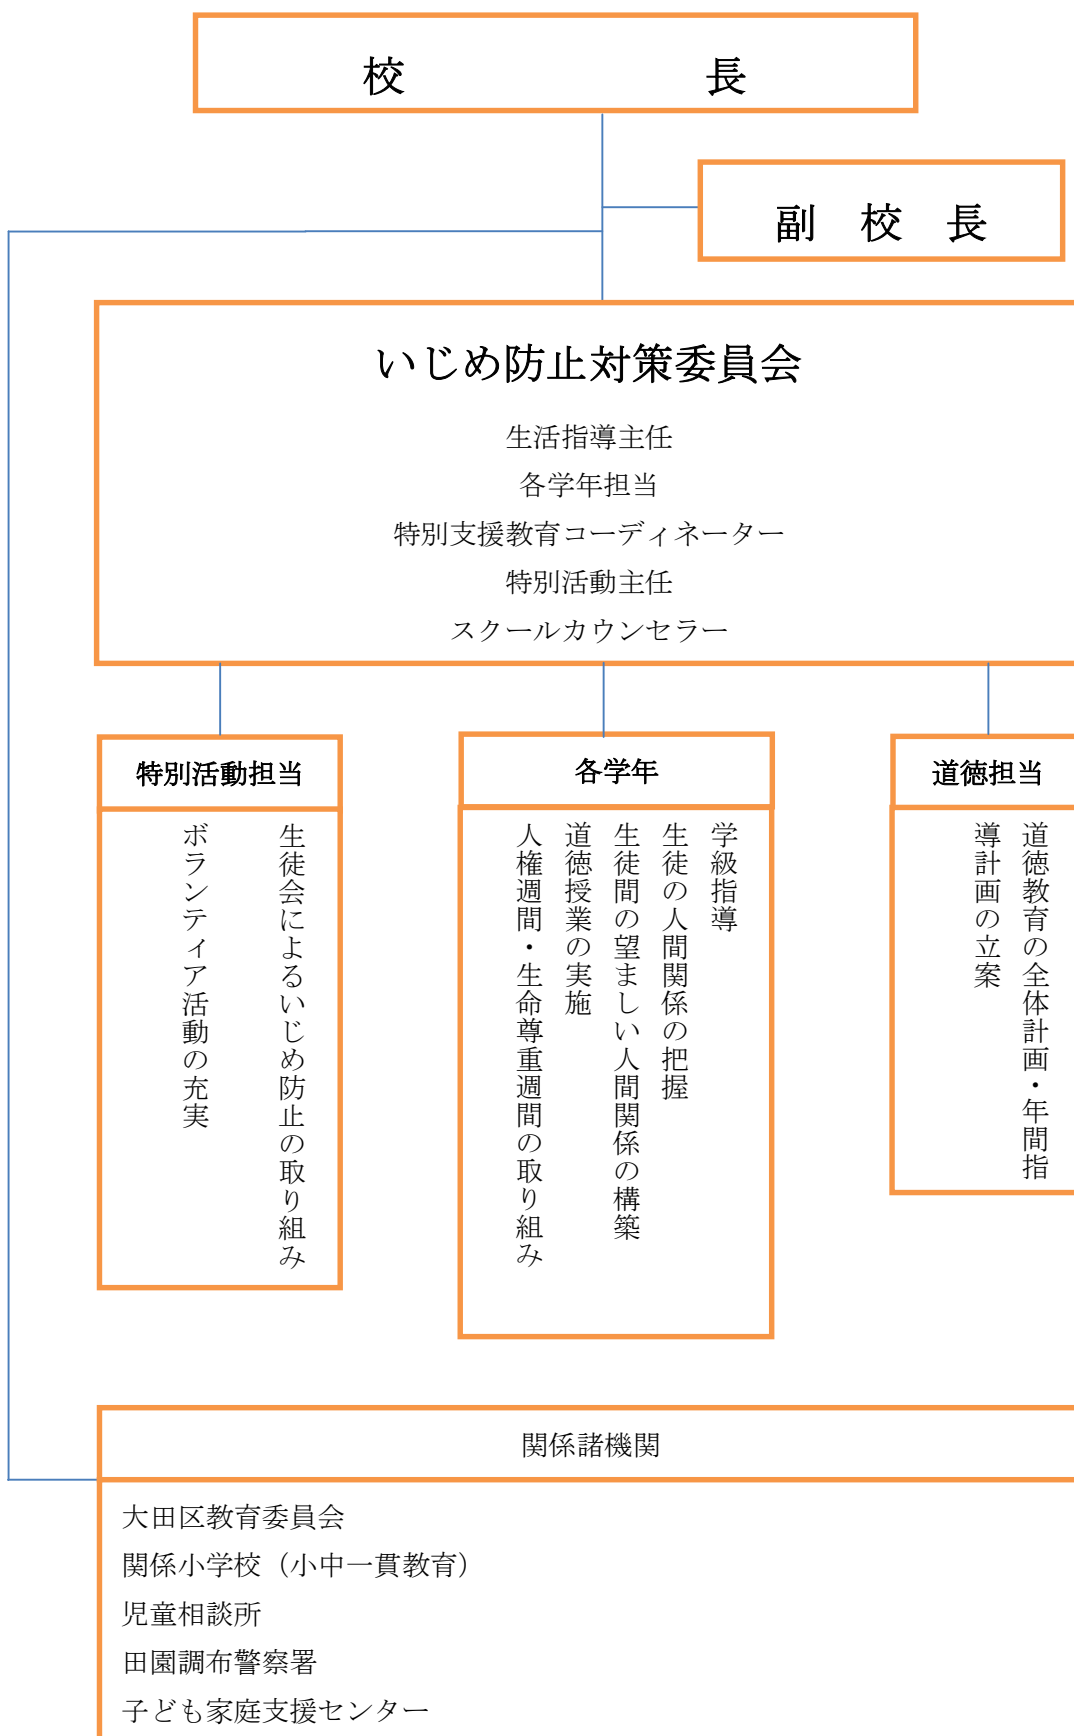 校　長
副　校　長
いじめ防止対策委員会
生活指導主任
各学年担当
特別支援教育コーディネーター
特別活動主任
スクールカウンセラー
特別活動担当
生徒会によるいじめ防止の取り組み
ボランティア活動の充実
各学年
学級指導
生徒の人間関係の把握
生徒間の望ましい人間関係の構築
道徳授業の実施
人権週間・生命尊重週間の取り組み
道徳担当
道徳教育の全体計画・年間指
導計画の立案
関係諸機関
大田区教育委員会
関係小学校（小中一貫教育）
児童相談所
田園調布警察署
子ども家庭支援センター